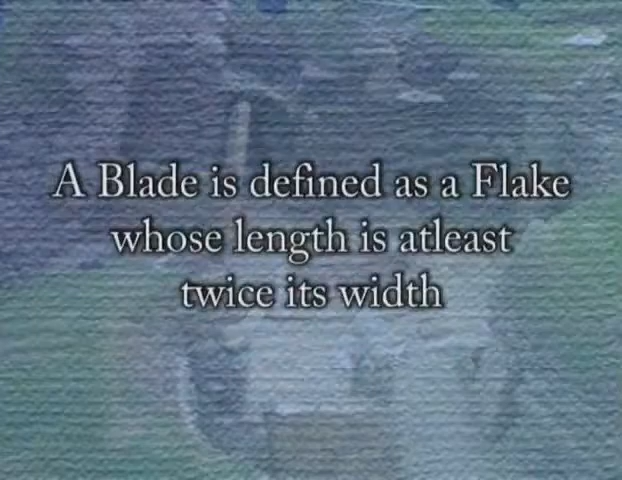 A Blade is defined as a Flake
whose length is atleast
twice its width